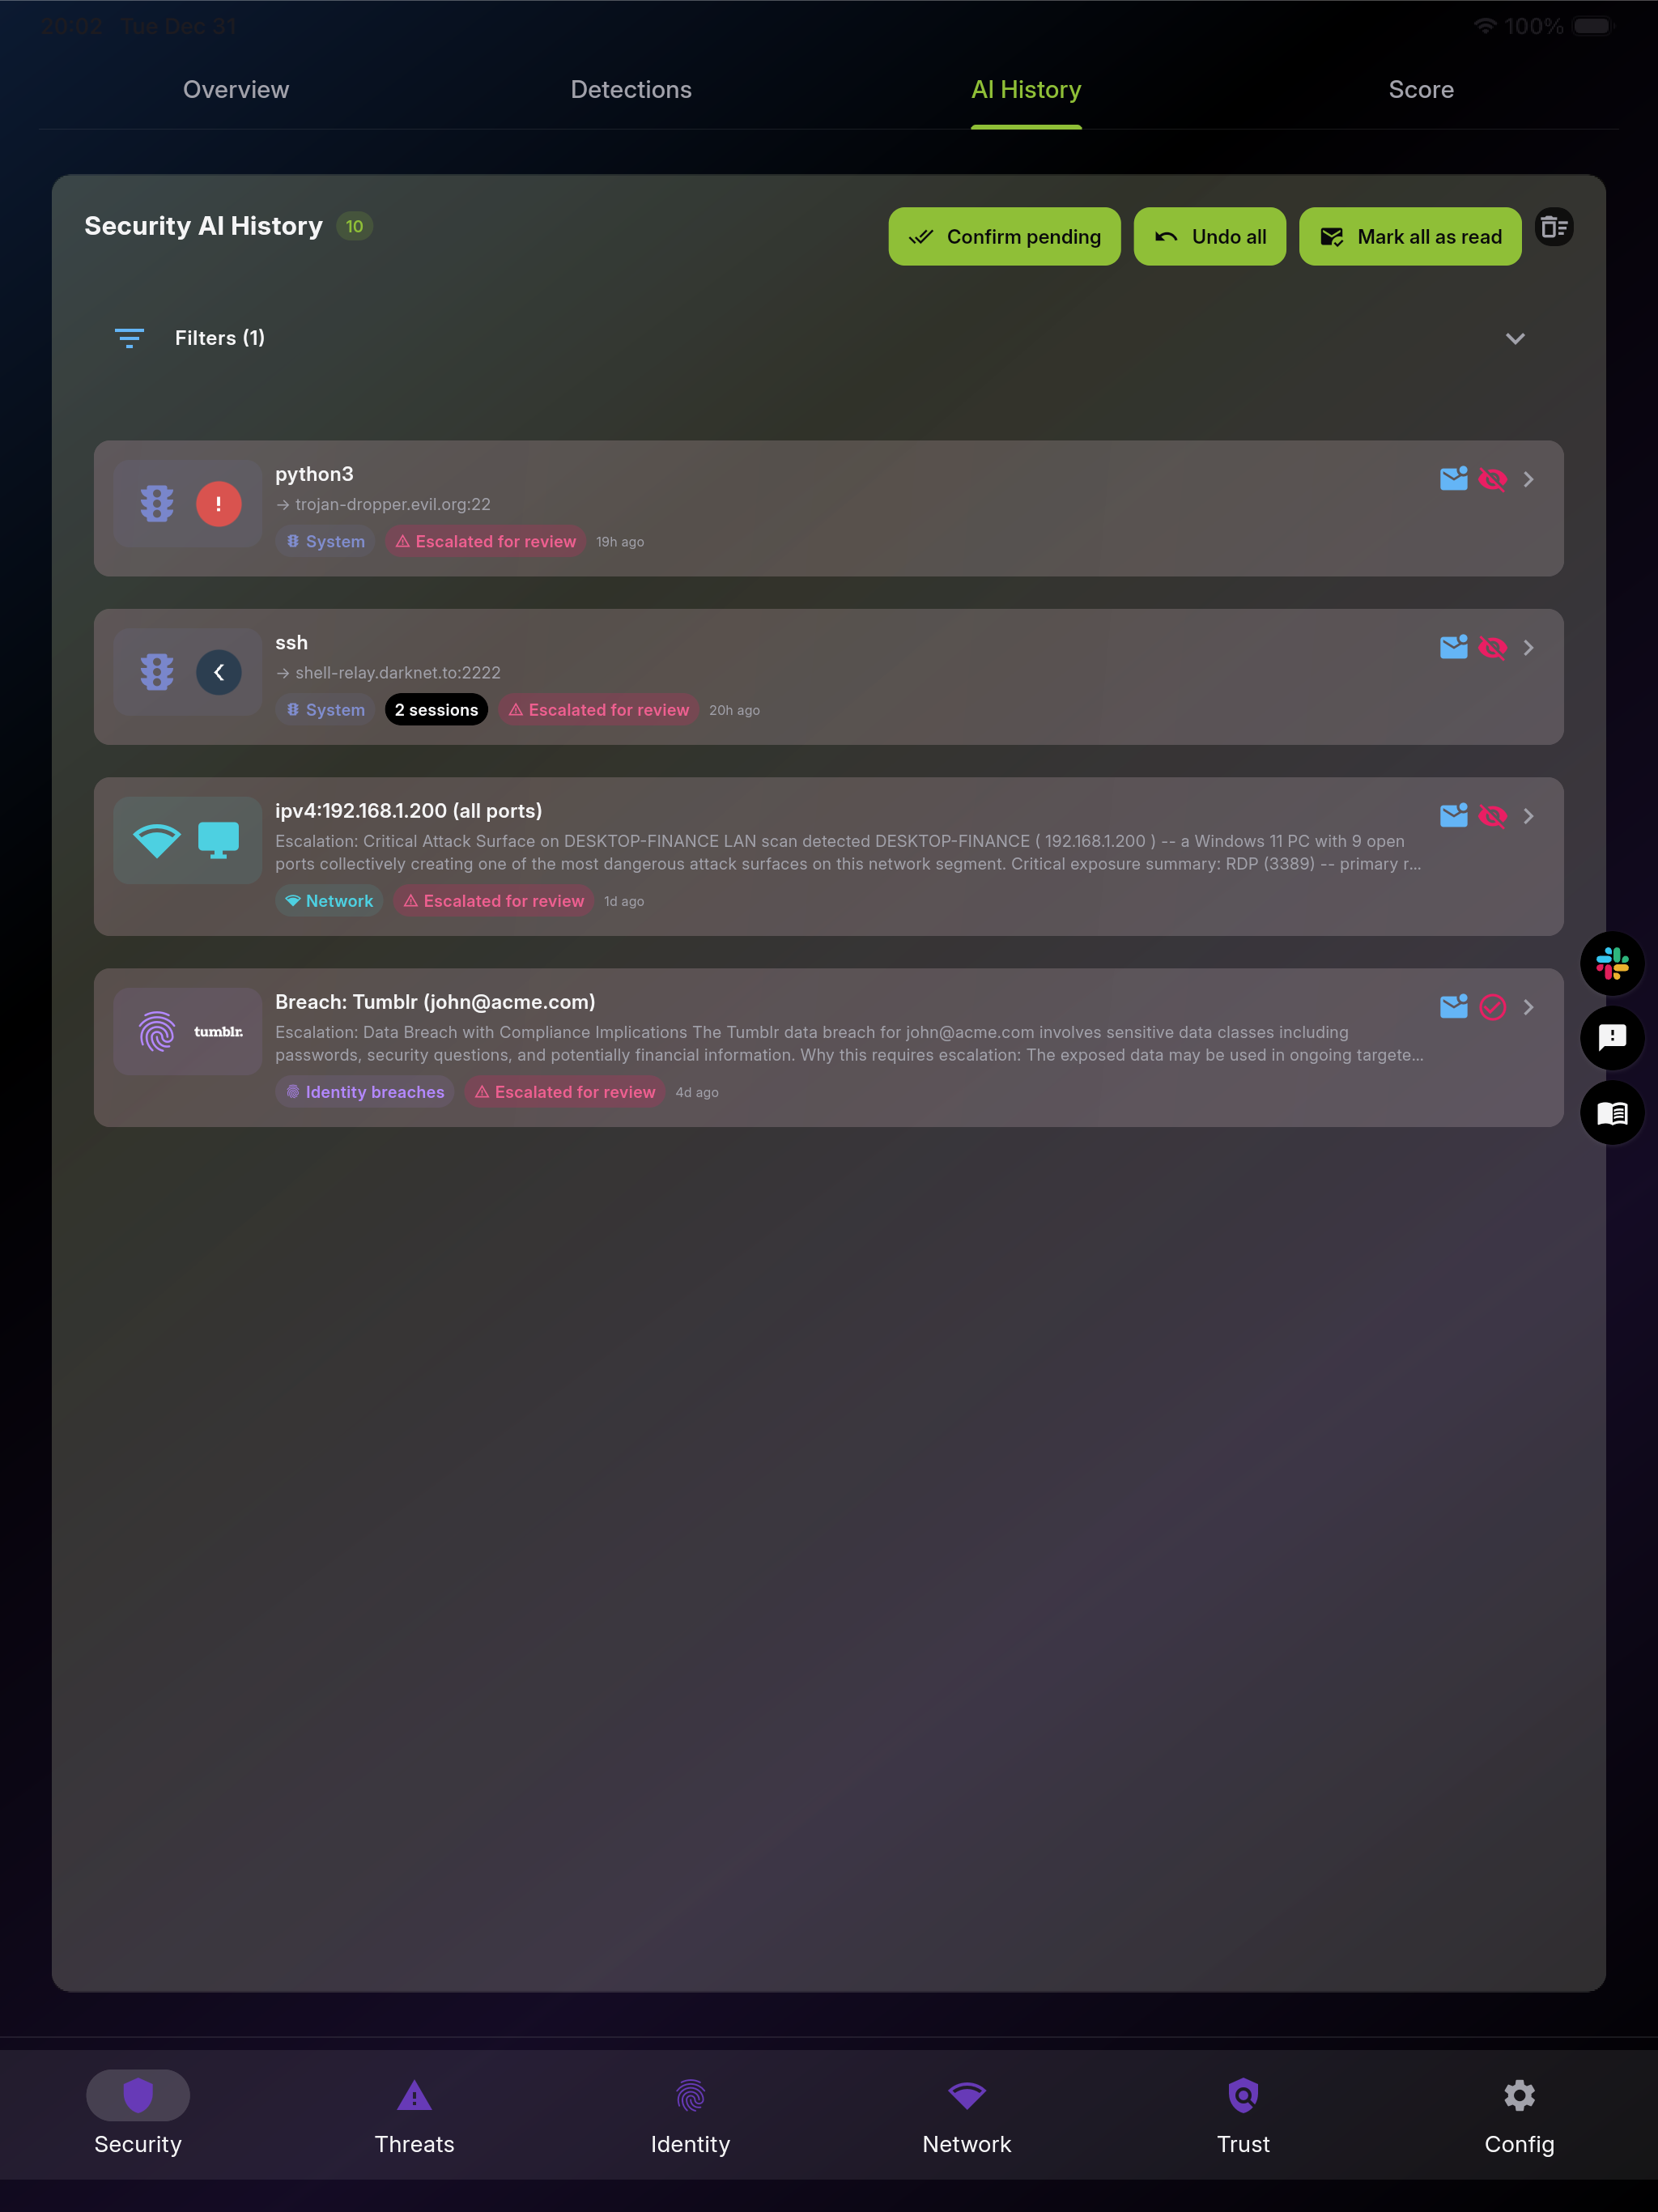 20:02 Tue Dec 31
100%
Overview
Detections
AI History
Score
Security AI History 10
Confirm pending
Undo all
Mark all as read
Filters (1)
python3
→ trojan-dropper.evil.org:22
System
Escalated for review
19h ago
ssh
→ shell-relay.darknet.to:2222
System
2 sessions
Escalated for review
20h ago
ipv4:192.168.1.200 (all ports)
Escalation: Critical Attack Surface on DESKTOP-FINANCE LAN scan detected DESKTOP-FINANCE ( 192.168.1.200 ) -- a Windows 11 PC with 9 open
ports collectively creating one of the most dangerous attack surfaces on this network segment. Critical exposure summary: RDP (3389) -- primary r...
Network
Escalated for review
1d ago
tumblr.
Breach: Tumblr (john@acme.com)
Escalation: Data Breach with Compliance Implications The Tumblr data breach for john@acme.com involves sensitive data classes including
passwords, security questions, and potentially financial information. Why this requires escalation: The exposed data may be used in ongoing targete...
Identity breaches
Escalated for review
4d ago
Security
Threats
Identity
Network
Trust
Config